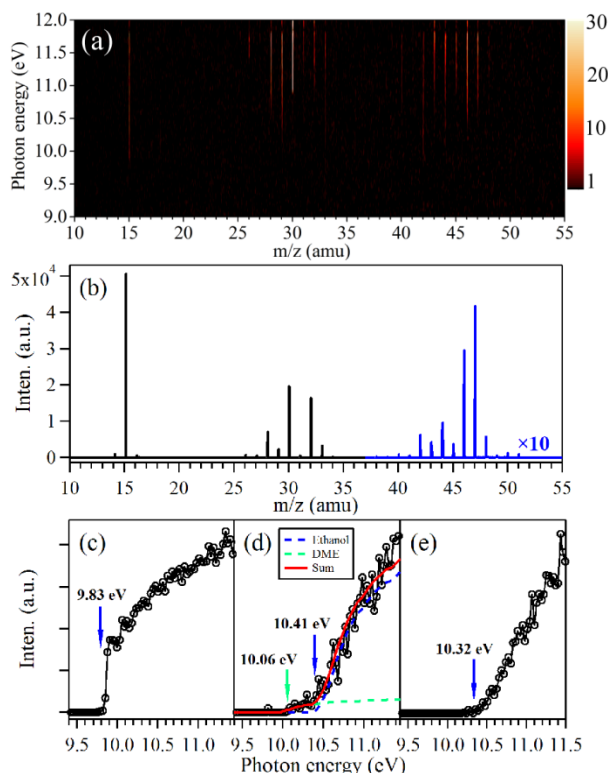 (a)
Photon energy (eV)
12.0
11.5
11.0
10.5
10.0
9.5
9.0
10 15 20 25 30 35 40 45 50 55
m/z (amu)
30
20
10
1
(b)
Inten. (a.u.)
5x10⁴
4
3
2
1
0
×10
10 15 20 25 30 35 40 45 50 55
m/z (amu)
Inten. (a.u.)
(c)
9.83 eV
(d)
Ethanol
DME
Sum
10.41 eV
10.06 eV
(e)
10.32 eV
9.5 10.0 10.5 11.0 9.5 10.0 10.5 11.0 9.5 10.0 10.5 11.0 11.5
Photon energy (eV)